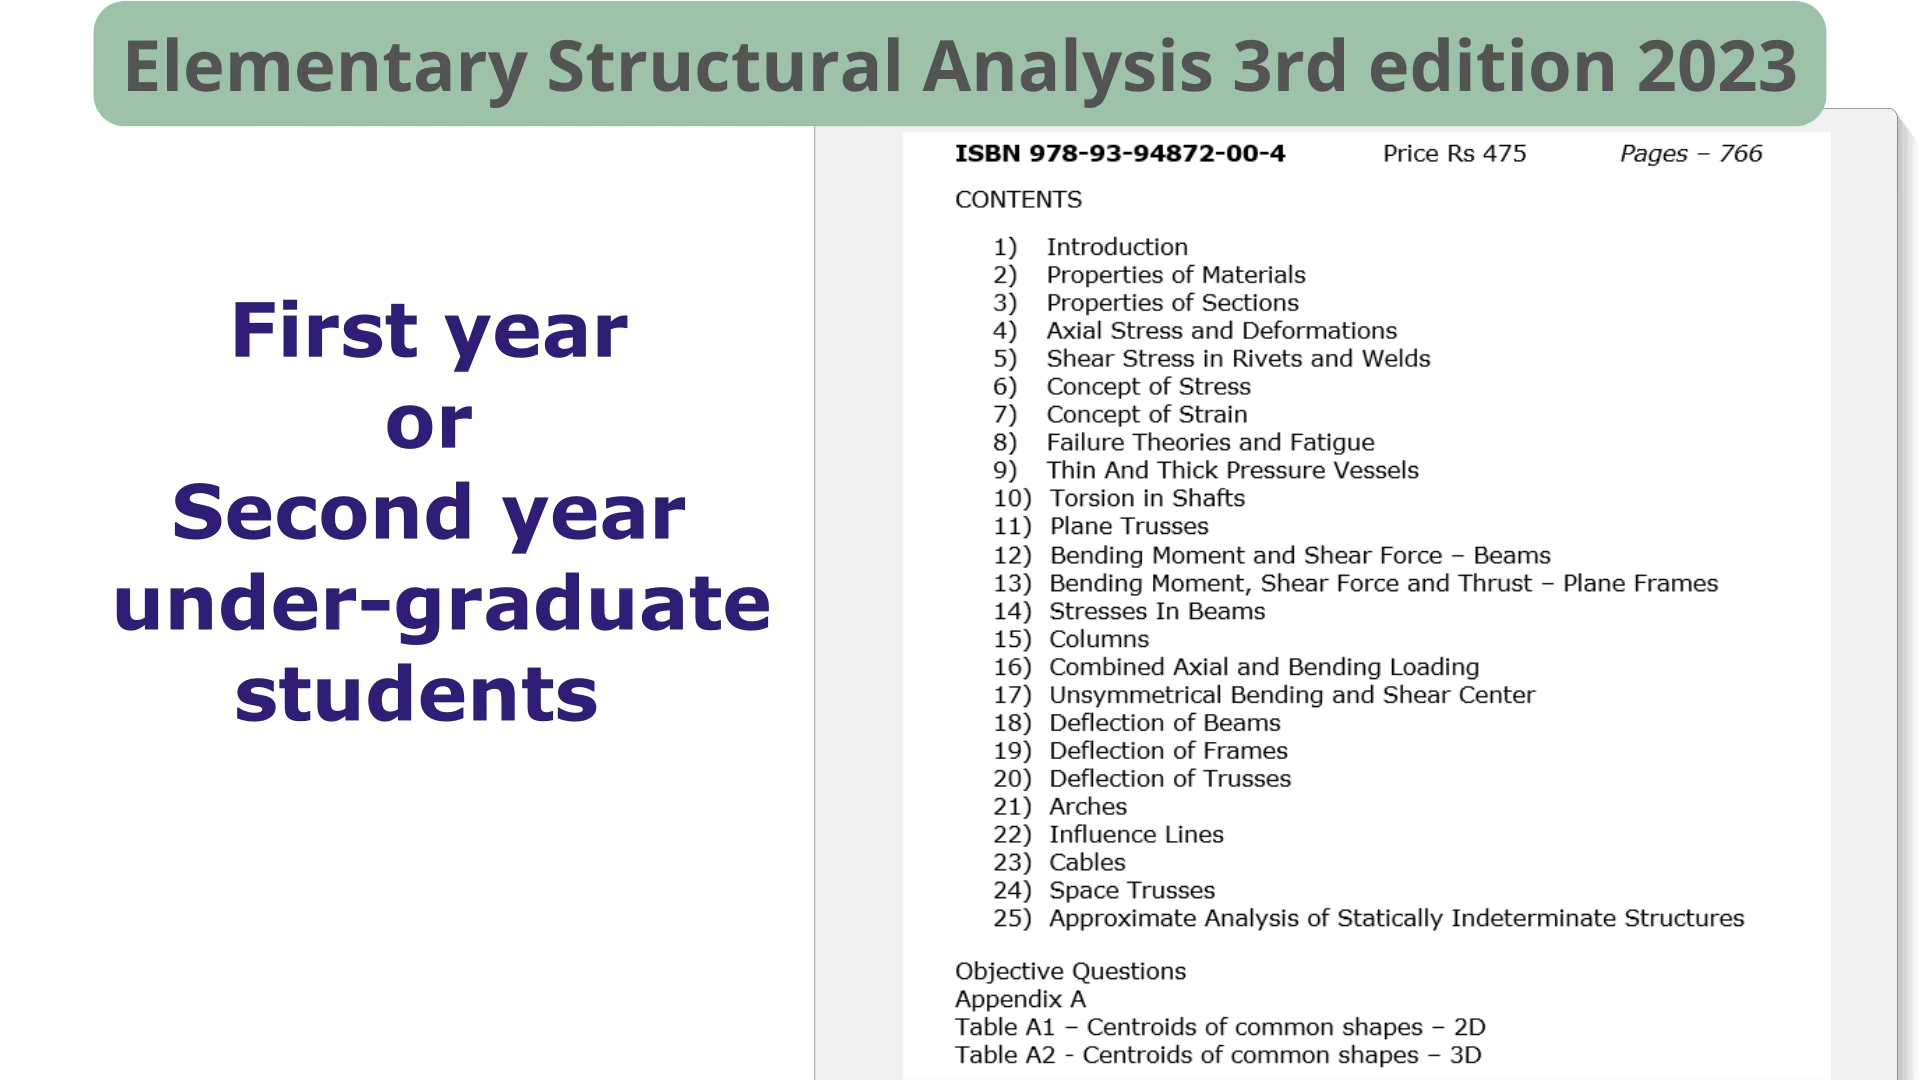 Elementary Structural Analysis 3rd edition 2023
First year
or
Second year
under-graduate
students
ISBN 978-93-94872-00-4 Price Rs 475 Pages – 766
CONTENTS
1) Introduction
2) Properties of Materials
3) Properties of Sections
4) Axial Stress and Deformations
5) Shear Stress in Rivets and Welds
6) Concept of Stress
7) Concept of Strain
8) Failure Theories and Fatigue
9) Thin And Thick Pressure Vessels
10) Torsion in Shafts
11) Plane Trusses
12) Bending Moment and Shear Force – Beams
13) Bending Moment, Shear Force and Thrust – Plane Frames
14) Stresses In Beams
15) Columns
16) Combined Axial and Bending Loading
17) Unsymmetrical Bending and Shear Center
18) Deflection of Beams
19) Deflection of Frames
20) Deflection of Trusses
21) Arches
22) Influence Lines
23) Cables
24) Space Trusses
25) Approximate Analysis of Statically Indeterminate Structures
Objective Questions
Appendix A
Table A1 – Centroids of common shapes – 2D
Table A2 - Centroids of common shapes – 3D